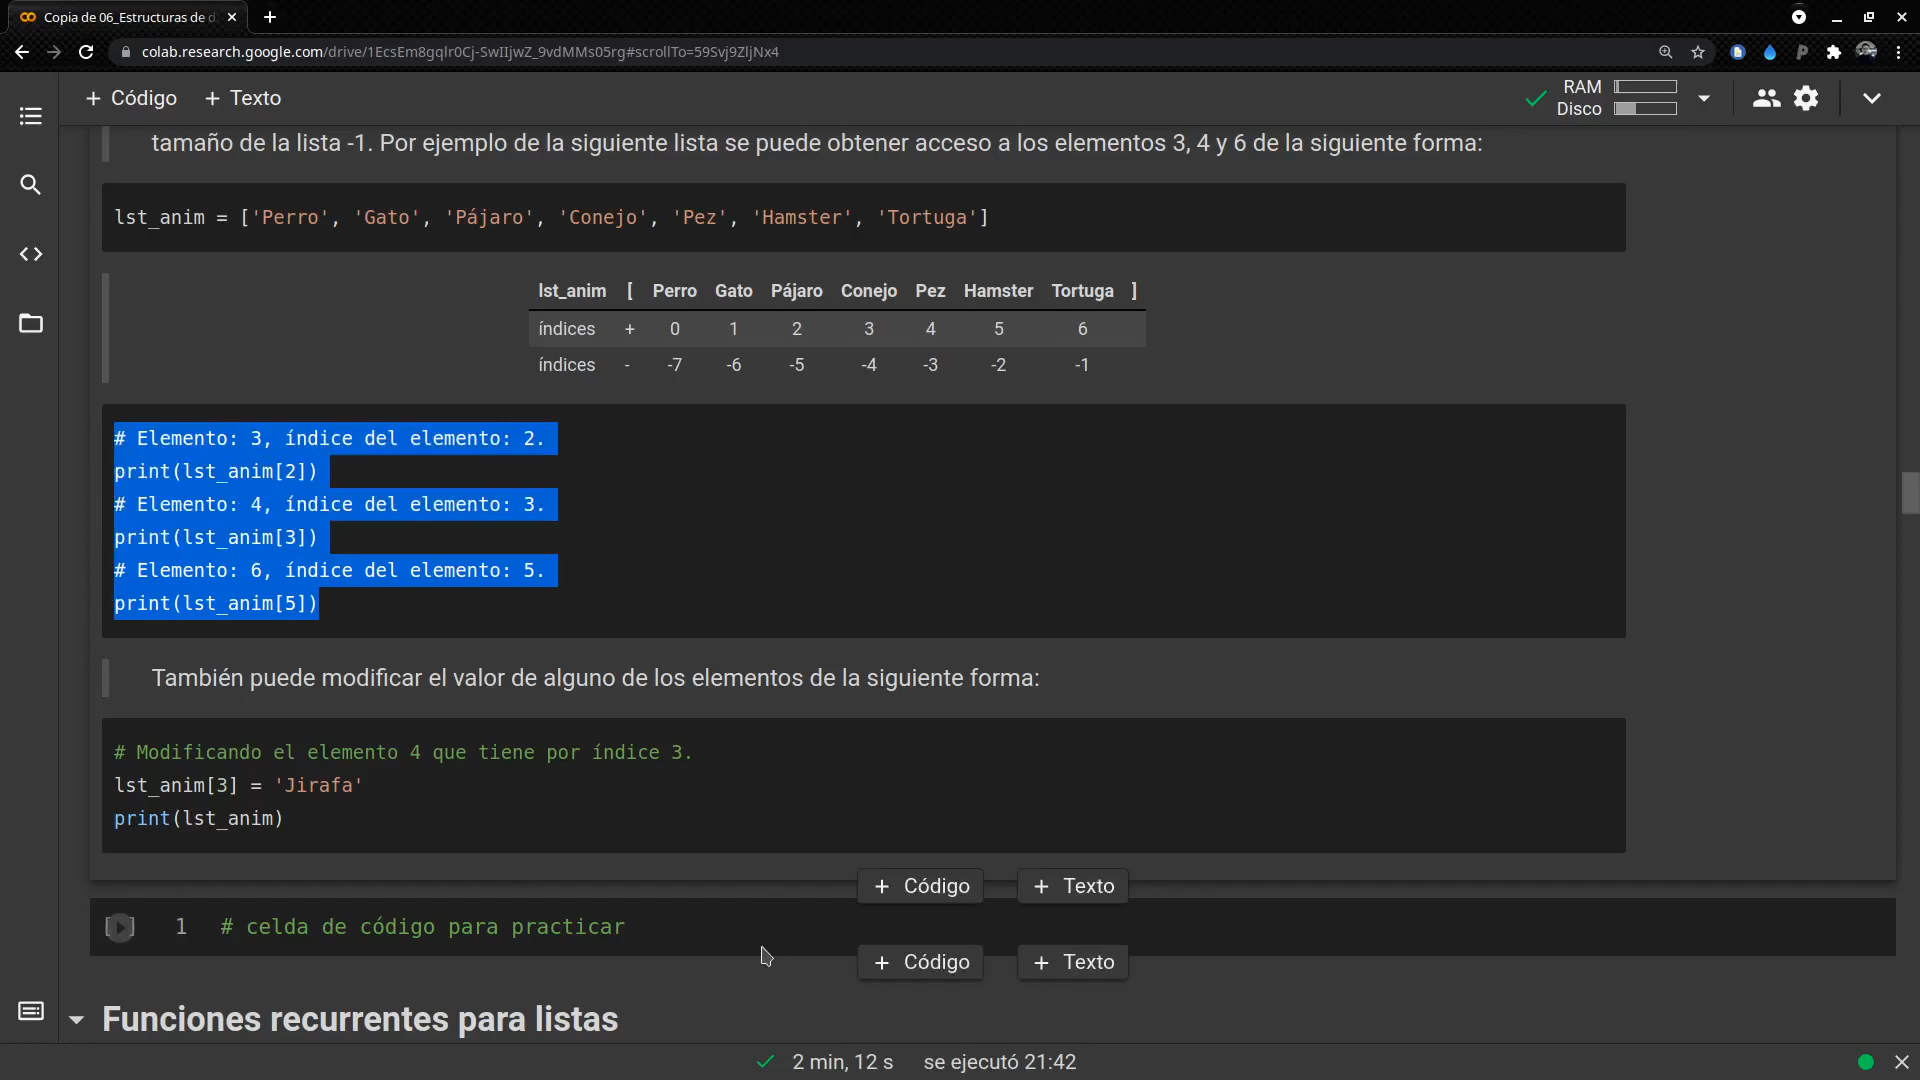 Copia de 06_Estructuras de d
colab.research.google.com/drive/1EcsEm8gqlr0Cj-SwIIjwZ_9vdMMs05rg#scrollTo=59Svj9ZljNx4
+ Código + Texto
RAM
Disco
tamaño de la lista -1. Por ejemplo de la siguiente lista se puede obtener acceso a los elementos 3, 4 y 6 de la siguiente forma:
lst_anim = ['Perro', 'Gato', 'Pájaro', 'Conejo', 'Pez', 'Hamster', 'Tortuga']
lst_anim [ Perro Gato Pájaro Conejo Pez Hamster Tortuga ]
índices + 0 1 2 3 4 5 6
índices - -7 -6 -5 -4 -3 -2 -1
# Elemento: 3, índice del elemento: 2.
print(lst_anim[2])
# Elemento: 4, índice del elemento: 3.
print(lst_anim[3])
# Elemento: 6, índice del elemento: 5.
print(lst_anim[5])
También puede modificar el valor de alguno de los elementos de la siguiente forma:
# Modificando el elemento 4 que tiene por índice 3.
lst_anim[3] = 'Jirafa'
print(lst_anim)
+ Código + Texto
[ ] 1 # celda de código para practicar
+ Código + Texto
Funciones recurrentes para listas
2 min, 12 s se ejecutó 21:42